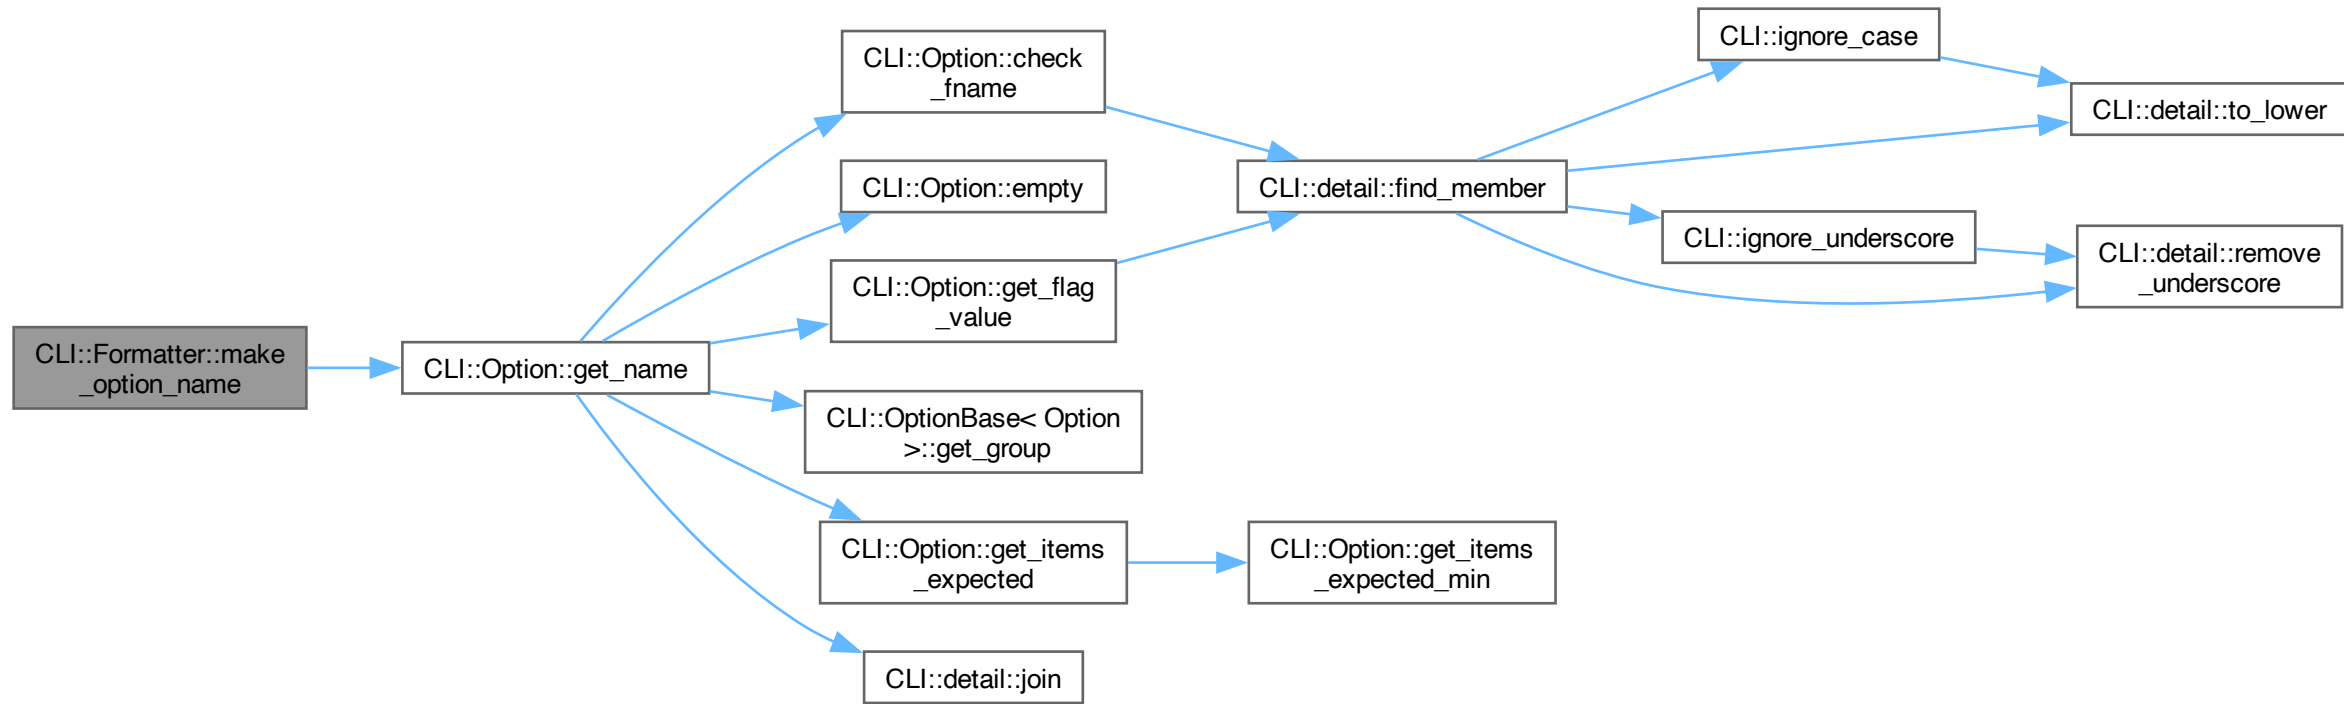 CLI::Formatter::make
_option_name
CLI::Option::get_name
CLI::Option::check
_fname
CLI::Option::empty
CLI::Option::get_flag
_value
CLI::OptionBase< Option
>::get_group
CLI::Option::get_items
_expected
CLI::detail::join
CLI::detail::find_member
CLI::Option::get_items
_expected_min
CLI::ignore_case
CLI::ignore_underscore
CLI::detail::to_lower
CLI::detail::remove
_underscore